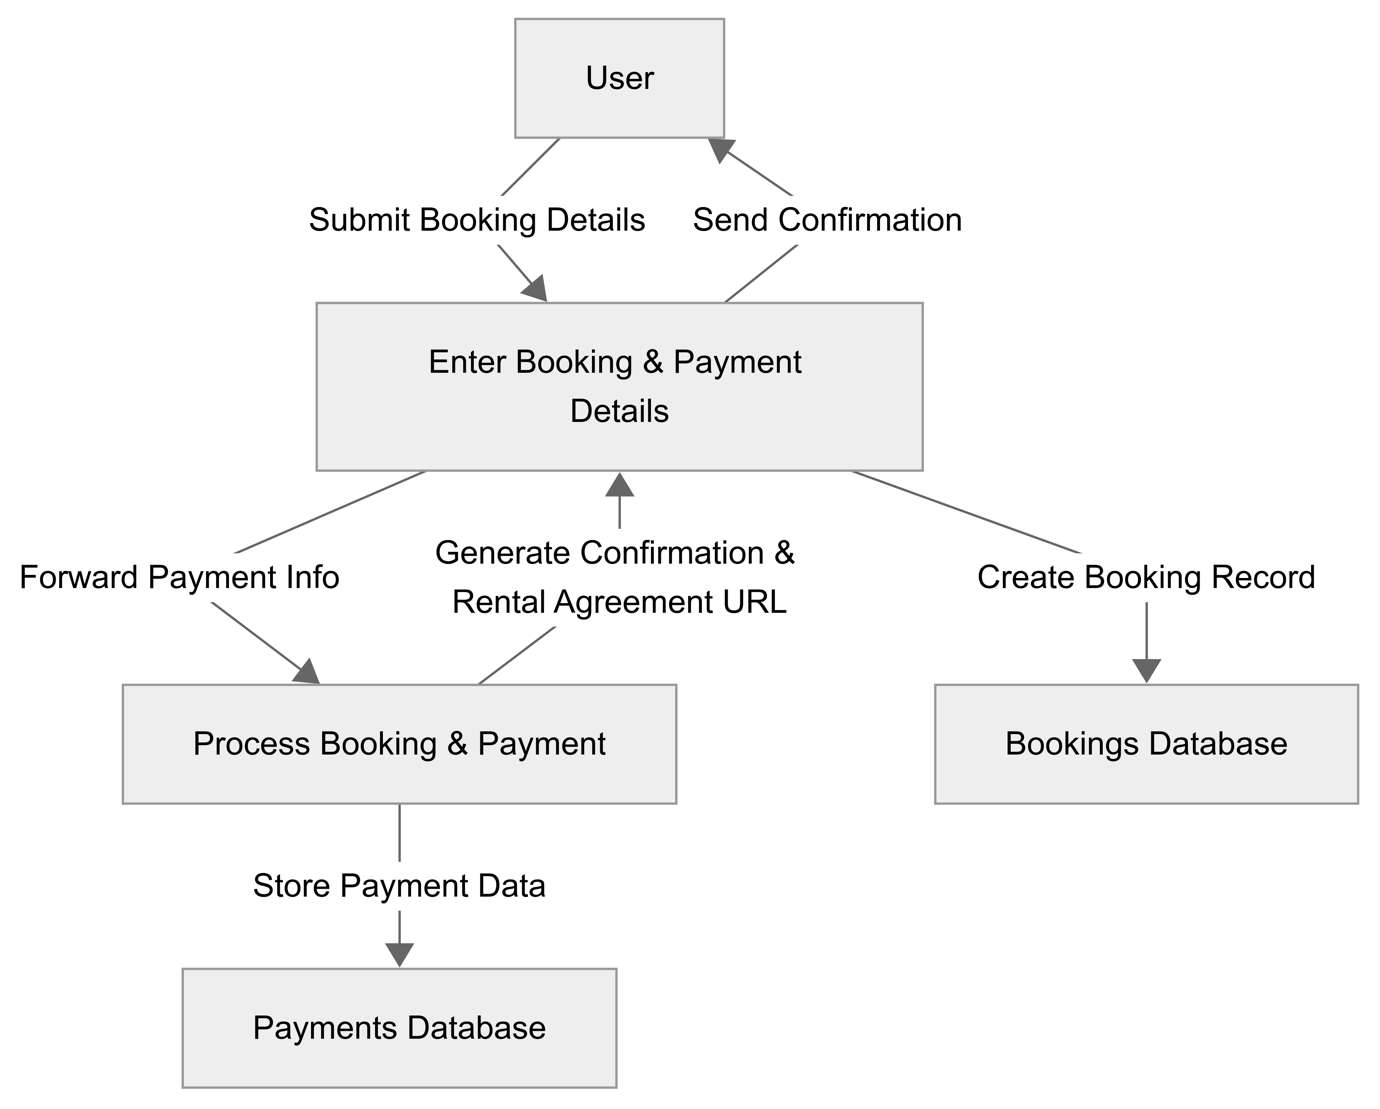 User
Submit Booking Details
Send Confirmation
Enter Booking & Payment
Details
Forward Payment Info
Generate Confirmation &
Rental Agreement URL
Create Booking Record
Process Booking & Payment
Bookings Database
Store Payment Data
Payments Database